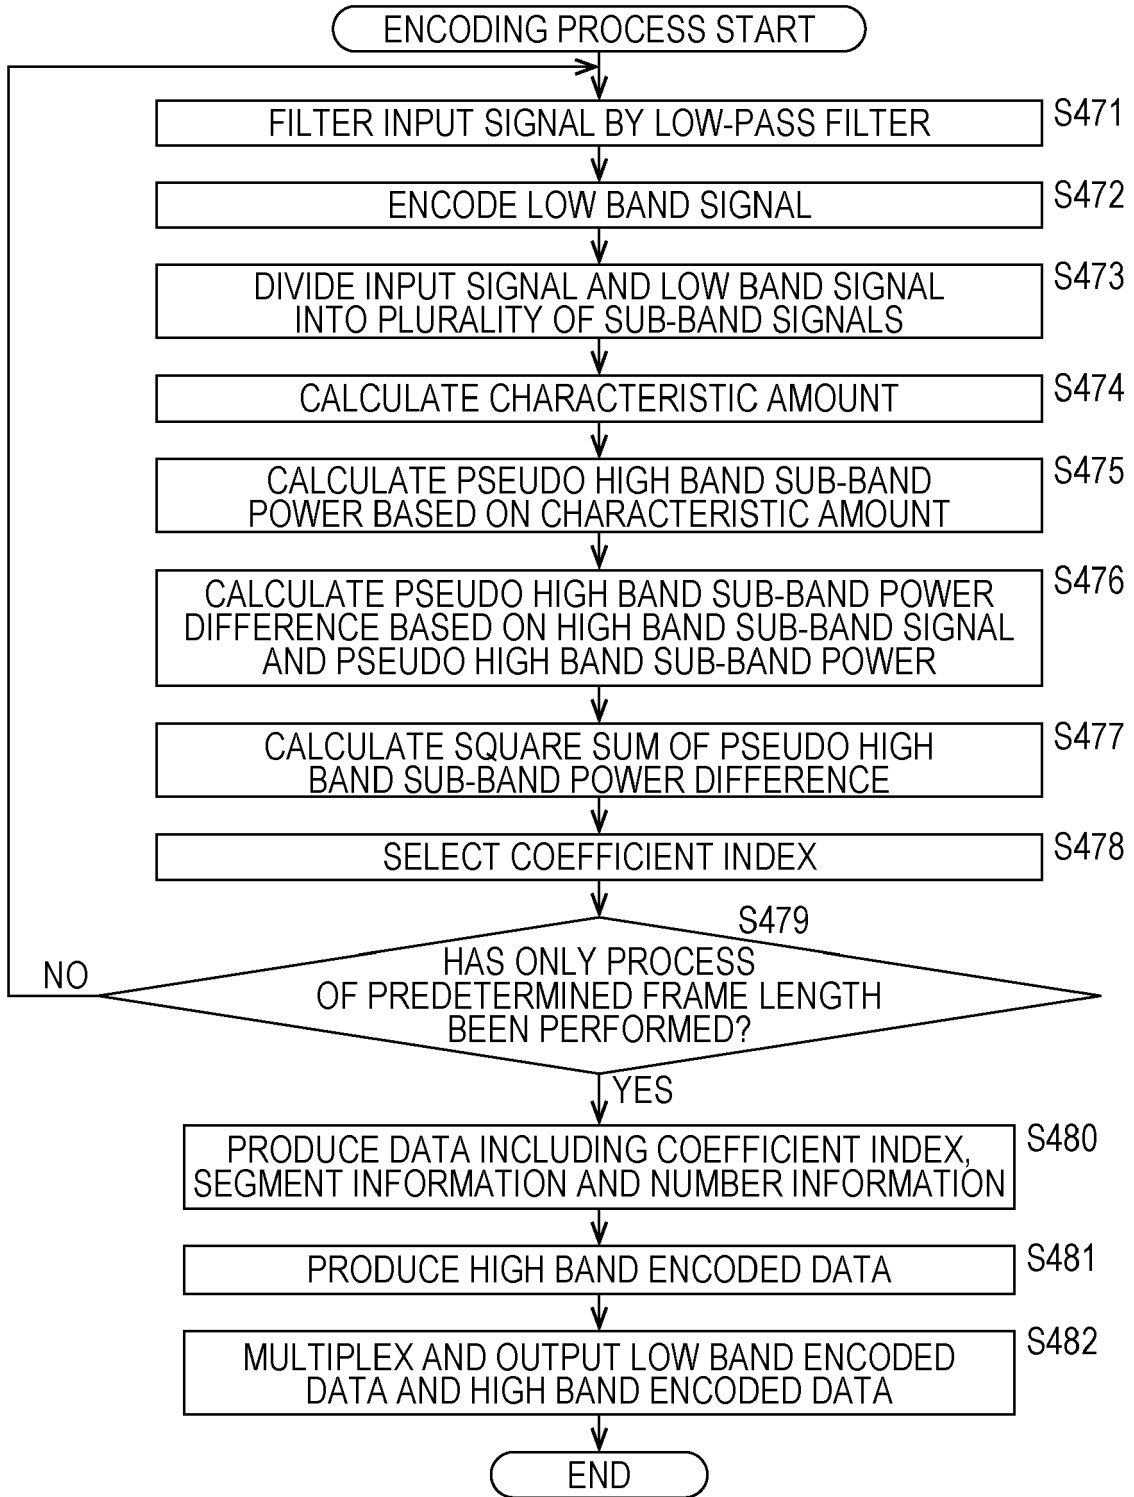 ENCODING PROCESS START
FILTER INPUT SIGNAL BY LOW-PASS FILTER
S471
ENCODE LOW BAND SIGNAL
S472
DIVIDE INPUT SIGNAL AND LOW BAND SIGNAL
INTO PLURALITY OF SUB-BAND SIGNALS
S473
CALCULATE CHARACTERISTIC AMOUNT
S474
CALCULATE PSEUDO HIGH BAND SUB-BAND
POWER BASED ON CHARACTERISTIC AMOUNT
S475
CALCULATE PSEUDO HIGH BAND SUB-BAND POWER
DIFFERENCE BASED ON HIGH BAND SUB-BAND SIGNAL
AND PSEUDO HIGH BAND SUB-BAND POWER
S476
CALCULATE SQUARE SUM OF PSEUDO HIGH
BAND SUB-BAND POWER DIFFERENCE
S477
SELECT COEFFICIENT INDEX
S478
S479
HAS ONLY PROCESS
OF PREDETERMINED FRAME LENGTH
BEEN PERFORMED?
NO
YES
PRODUCE DATA INCLUDING COEFFICIENT INDEX,
SEGMENT INFORMATION AND NUMBER INFORMATION
S480
PRODUCE HIGH BAND ENCODED DATA
S481
MULTIPLEX AND OUTPUT LOW BAND ENCODED
DATA AND HIGH BAND ENCODED DATA
S482
END